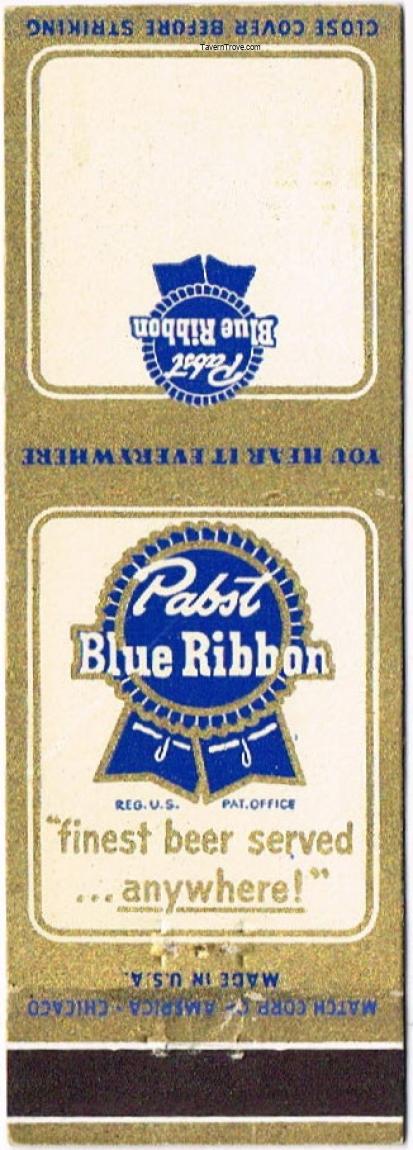 CLOSE COVER BEFORE STRIKING
TavernTrove.com
Pabst
Blue Ribbon
YOU HEAR IT EVERYWHERE
Pabst
Blue Ribbon
REG. U.S. PAT. OFFICE
"finest beer served
...anywhere!"
MADE IN U.S.A.
MATCH CORP. OF AMERICA - CHICAGO